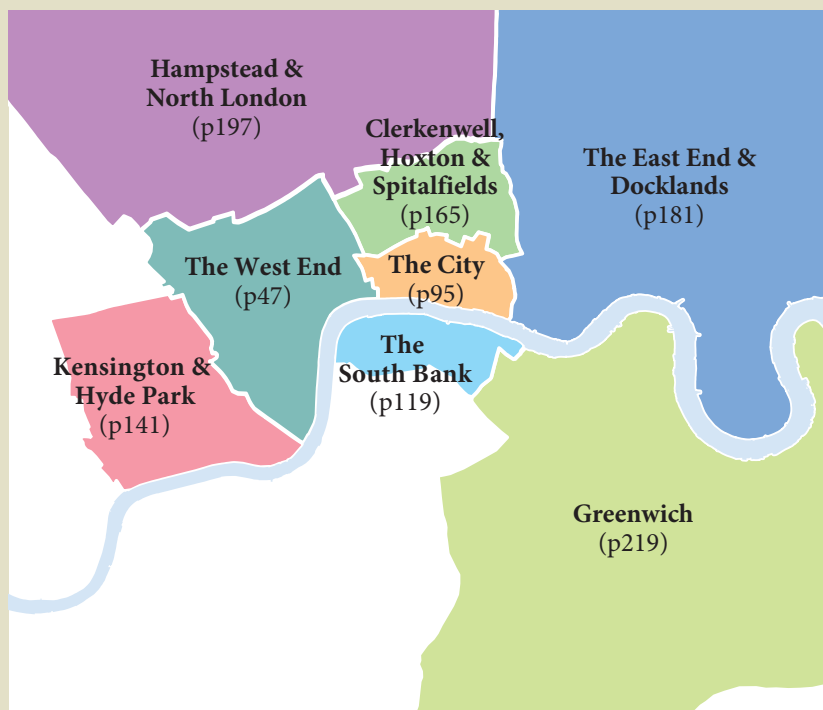 Hampstead &
North London
(p197)
Clerkenwell,
Hoxton &
Spitalfields
(p165)
The East End &
Docklands
(p181)
The West End
(p47)
The City
(p95)
Kensington &
Hyde Park
(p141)
The
South Bank
(p119)
Greenwich
(p219)